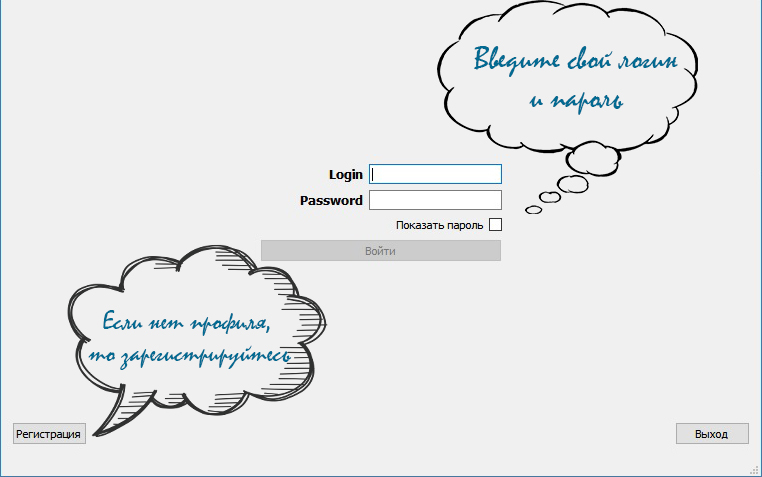 Введите свой логин
и пароль
Login
Password
Показать пароль
Войти
Если нет профиля,
то зарегистрируйтесь
Регистрация
Выход